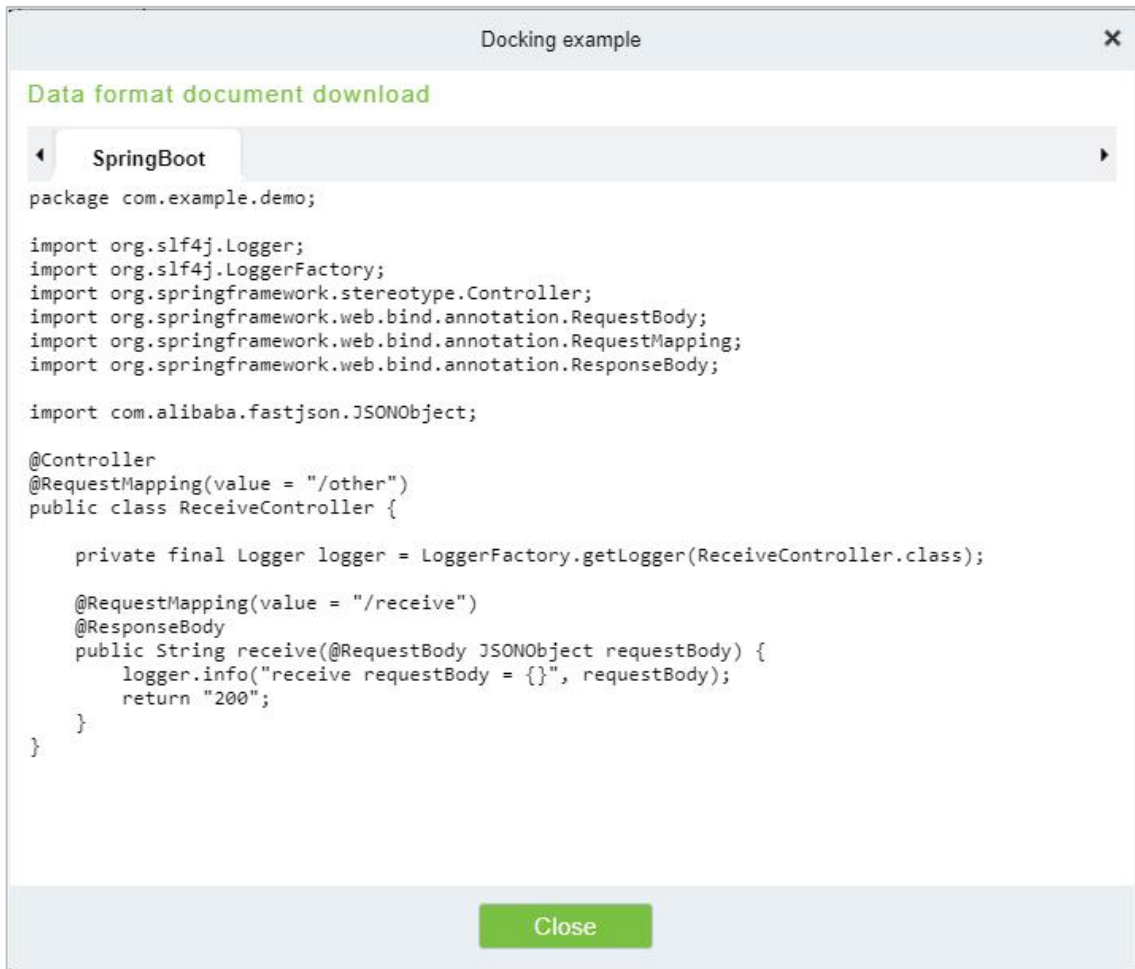 Docking example
Data format document download
SpringBoot
package com.example.demo;
import org.slf4j.Logger;
import org.slf4j.LoggerFactory;
import org.springframework.stereotype.Controller;
import org.springframework.web.bind.annotation.RequestBody;
import org.springframework.web.bind.annotation.RequestMapping;
import org.springframework.web.bind.annotation.ResponseBody;
import com.alibaba.fastjson.JSONObject;
@Controller
@RequestMapping(value = "/other")
public class ReceiveController {
    private final Logger logger = LoggerFactory.getLogger(ReceiveController.class);
    @RequestMapping(value = "/receive")
    @ResponseBody
    public String receive(@RequestBody JSONObject requestBody) {
        logger.info("receive requestBody = {}", requestBody);
        return "200";
    }
}
Close